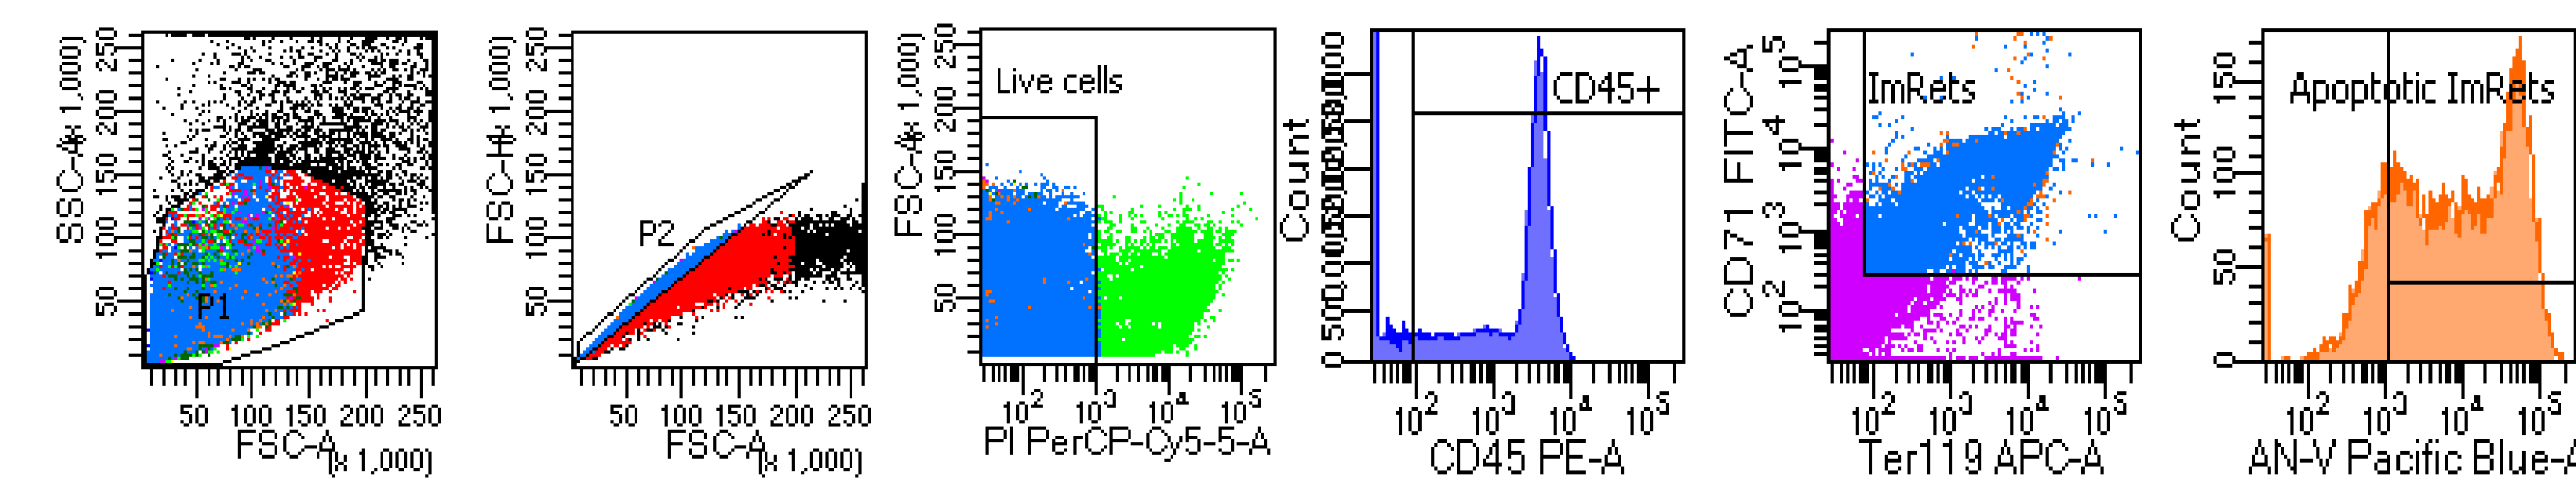 SSC-A
(x 1,000)
50 100 150 200 250
P1
50 100 150 200 250
FSC-A
(x 1,000)
FSC-H
(x 1,000)
50 100 150 200 250
P2
50 100 150 200 250
FSC-A
(x 1,000)
FSC-A
(x 1,000)
50 100 150 200 250
Live cells
10² 10³ 10⁴ 10⁵
PI PerCP-Cy5-5-A
Count
0
CD45+
10² 10³ 10⁴ 10⁵
CD45 PE-A
CD71 FITC-A
10² 10³ 10⁴ 10⁵
ImRets
10² 10³ 10⁴ 10⁵
Ter119 APC-A
Count
0 50 100 150
Apoptotic ImRets
10² 10³ 10⁴ 10⁵
AN-V Pacific Blue-A